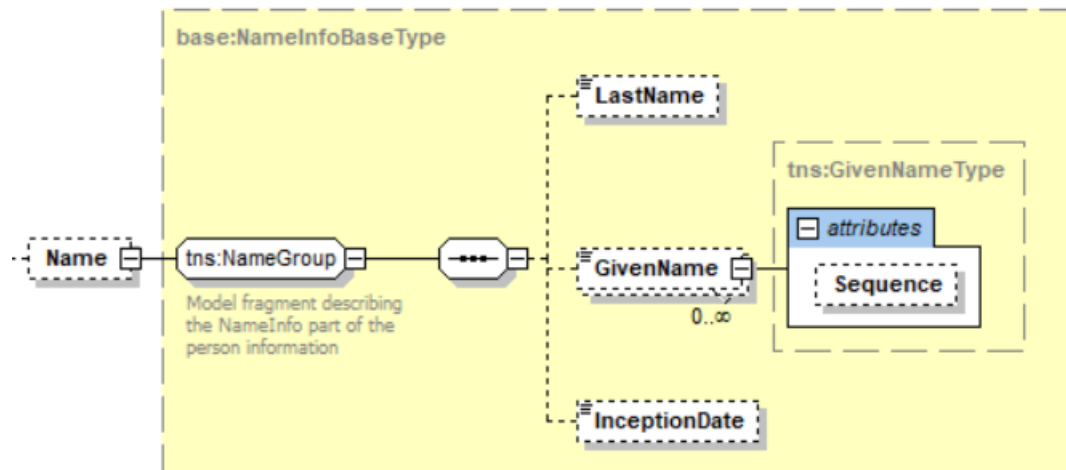 base:NameInfoBaseType
LastName
tns:GivenNameType
attributes
Name
tns:NameGroup
GivenName
Sequence
0..∞
Model fragment describing
the NameInfo part of the
person information
InceptionDate